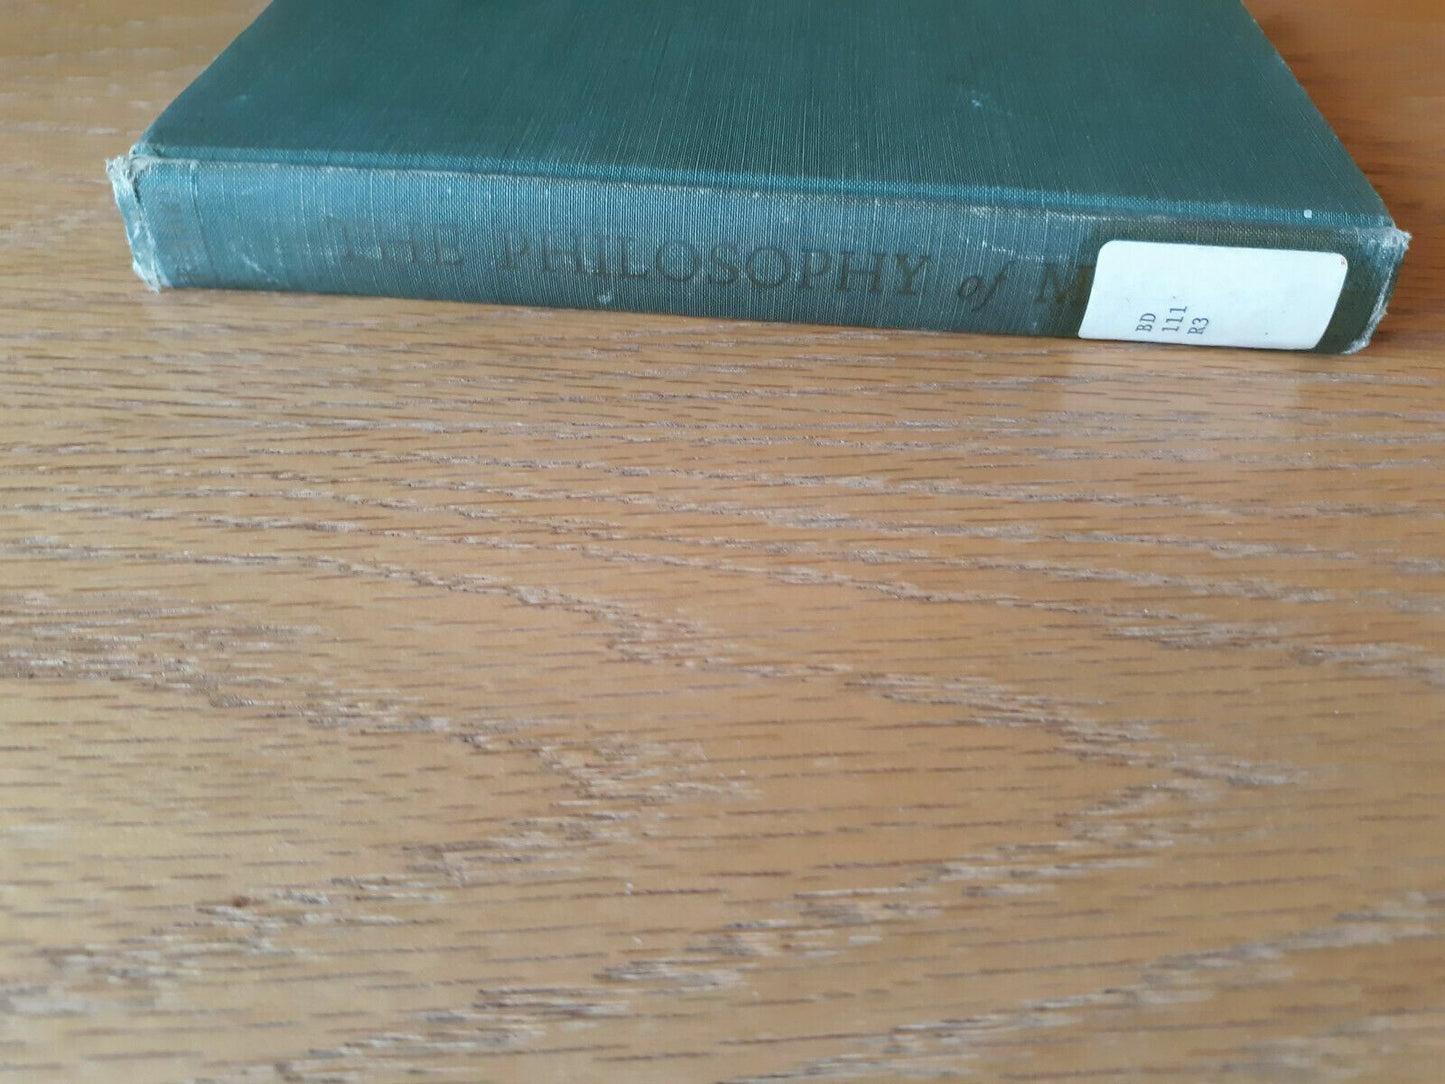 THE PHILOSOPHY of M
BD
111
R3